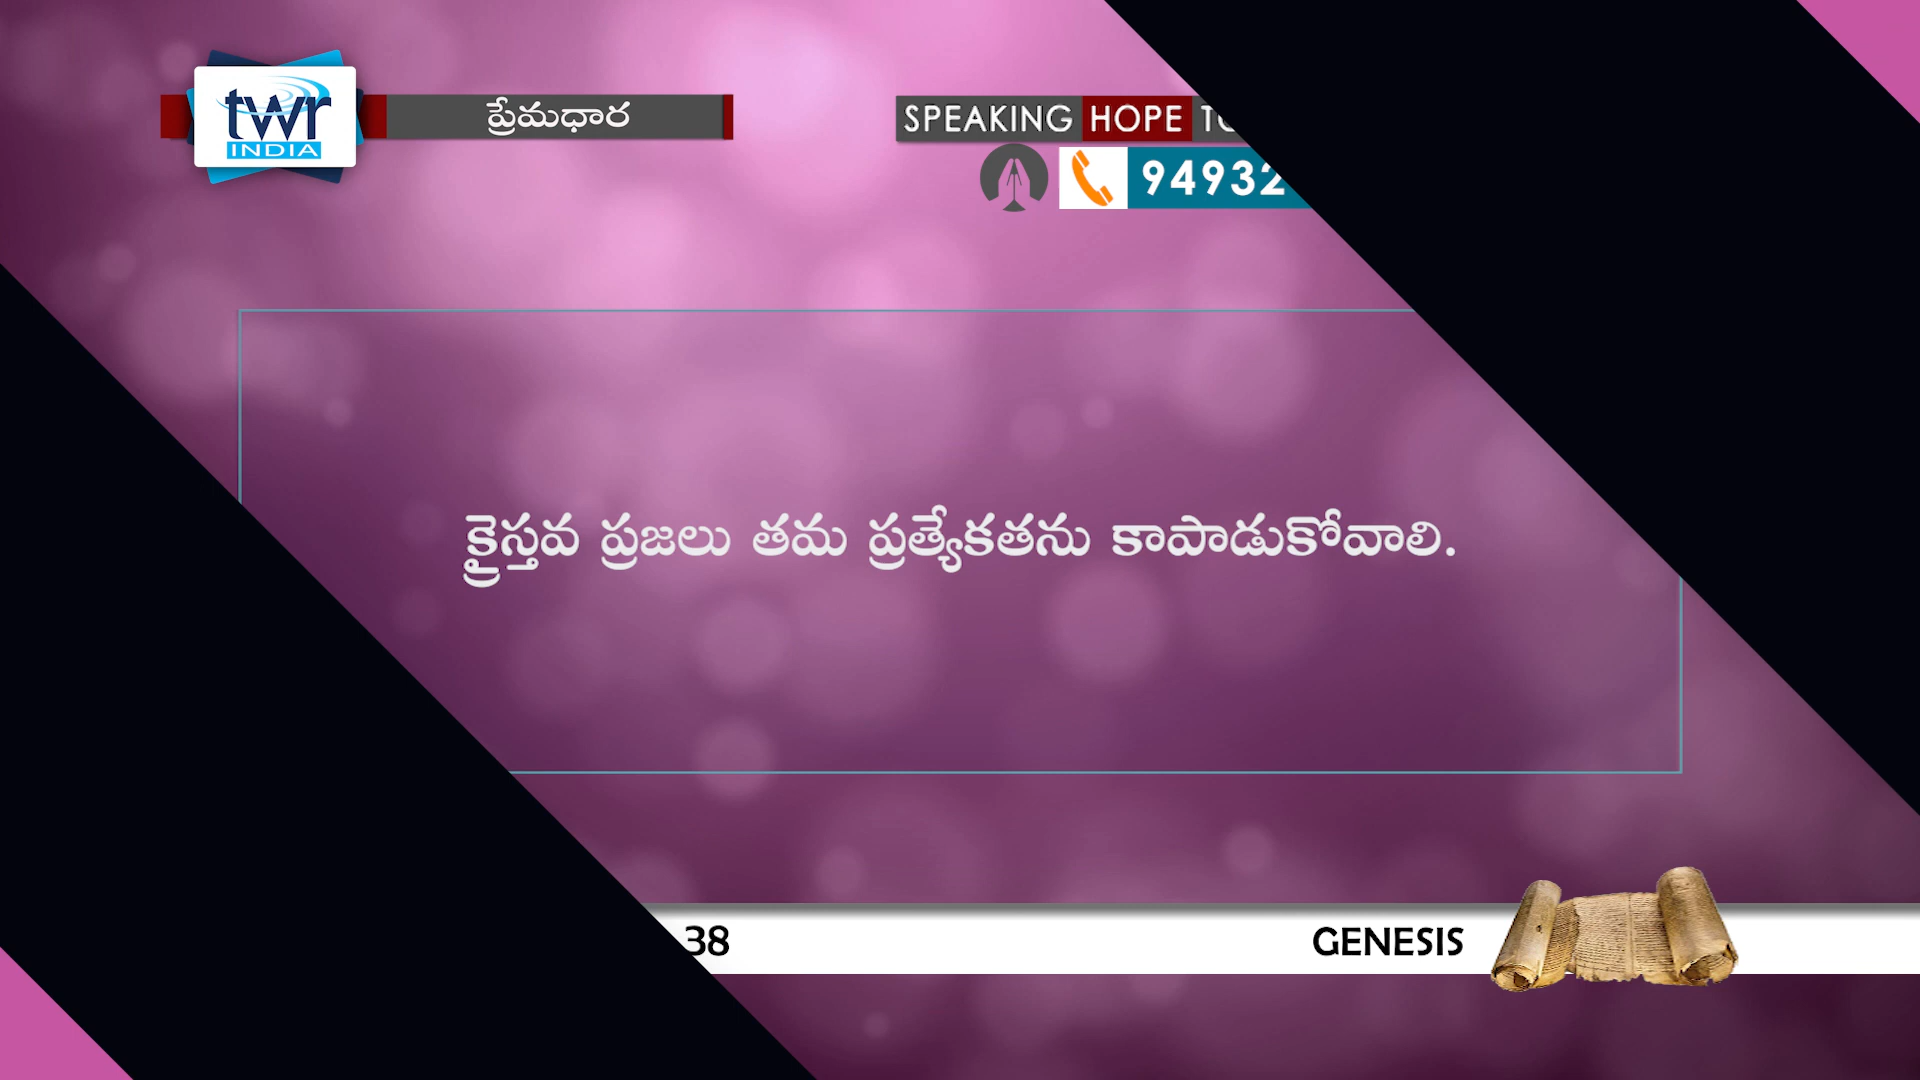 twr
INDIA
ప్రేమధార
SPEAKING HOPE
94932
క్రైస్తవ ప్రజలు తమ ప్రత్యేకతను కాపాడుకోవాలి.
38
GENESIS